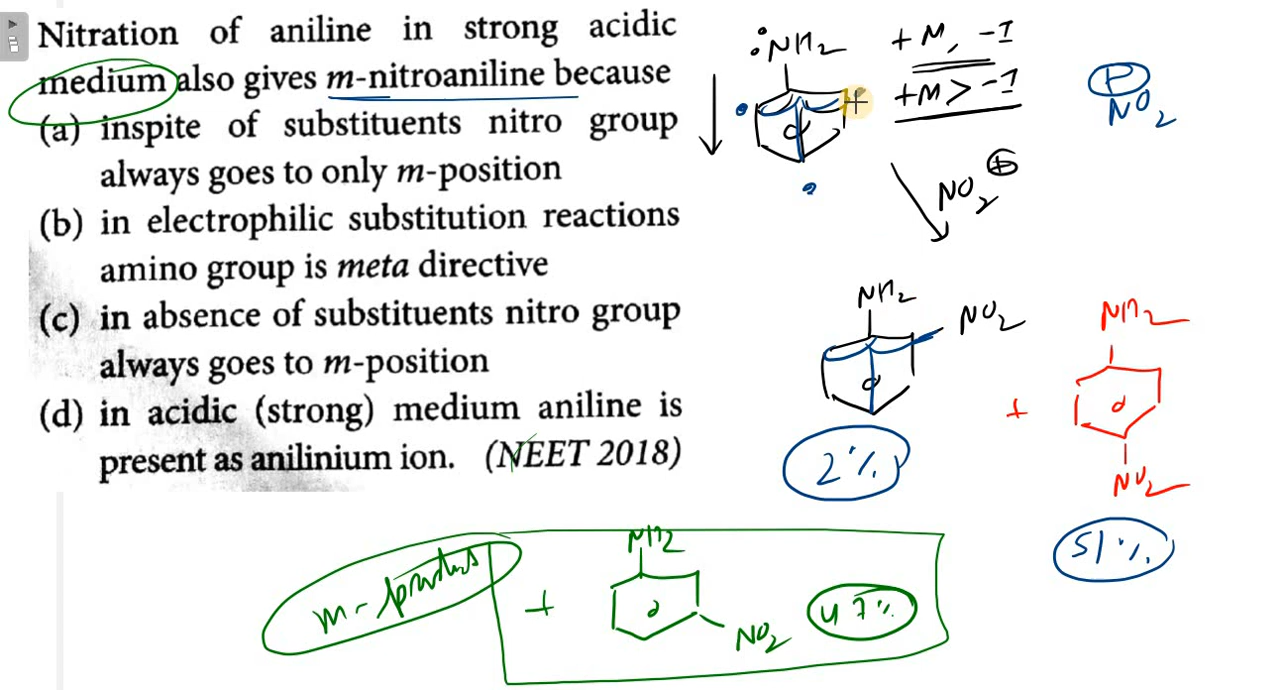 Nitration of aniline in strong acidic
medium also gives m-nitroaniline because
(a) inspite of substituents nitro group
always goes to only m-position
(b) in electrophilic substitution reactions
amino group is meta directive
(c) in absence of substituents nitro group
always goes to m-position
(d) in acidic (strong) medium aniline is
present as anilinium ion. (NEET 2018)
:NH2
+M, -I
+M > -I
P
NO2
NO2⊕
NH2
NO2
2%
+
NH2
NO2
51%
m-product
+
NH2
NO2
47%